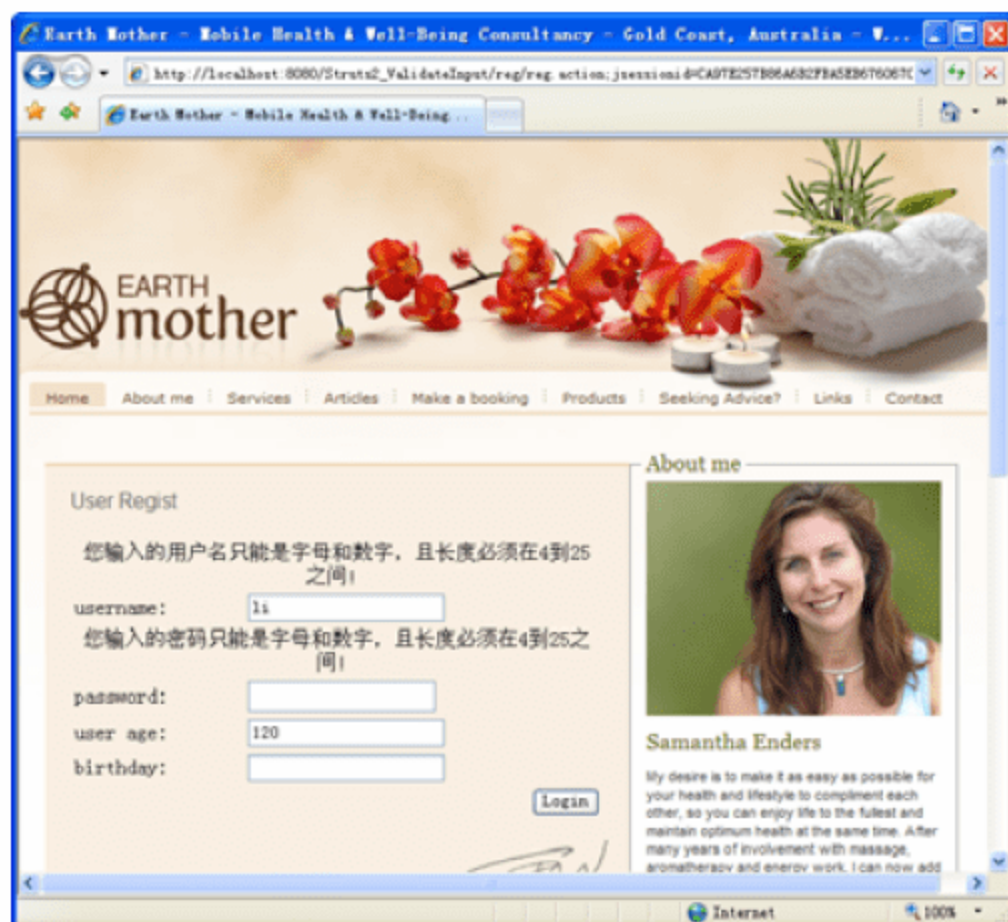 Earth Mother - Mobile Health & Well-Being Consultancy - Gold Coast, Australia - W...
http://localhost:8080/Struts2_ValidateInput/reg/reg.action;jsessionid=
Earth Mother - Mobile Health & Well-Being ...
EARTH
mother
Home About me Services Articles Make a booking Products Seeking Advice? Links Contact
About me
User Regist
您输入的用户名只能是字母和数字，且长度必须在4到25
之间！
username: li
您输入的密码只能是字母和数字，且长度必须在4到25之
间！
password:
user age: 120
birthday:
Login
Samantha Enders
My desire is to make it as easy as possible for
your health and lifestyle to compliment each
other, so you can enjoy life to the fullest and
maintain optimum health at the same time. After
many years of involvement with massage,
aromatherapy and energy work, I can now add
Internet 100%